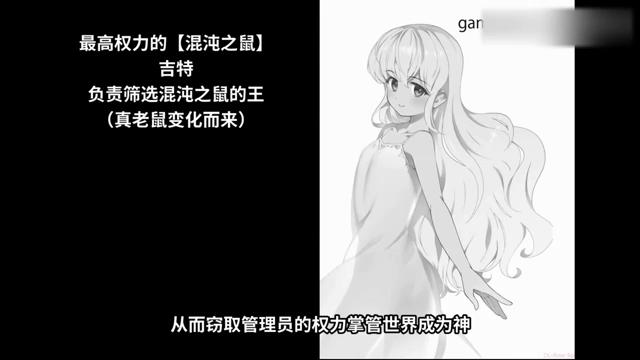 最高权力的【混沌之鼠】
吉特
负责筛选混沌之鼠的王
（真老鼠变化而来）
gar
从而窃取管理员的权力掌管世界成为神